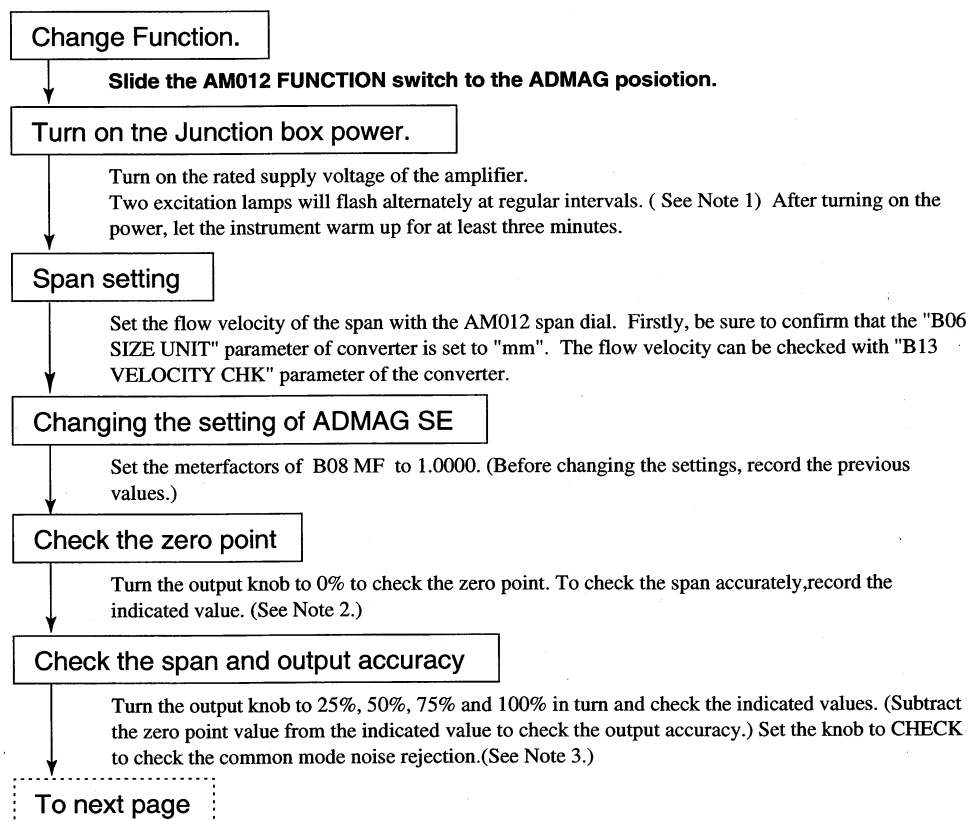 Change Function.
Slide the AM012 FUNCTION switch to the ADMAG posiotion.
Turn on tne Junction box power.
Turn on the rated supply voltage of the amplifier.
Two excitation lamps will flash alternately at regular intervals. ( See Note 1) After turning on the
power, let the instrument warm up for at least three minutes.
Span setting
Set the flow velocity of the span with the AM012 span dial. Firstly, be sure to confirm that the "B06
SIZE UNIT" parameter of converter is set to "mm". The flow velocity can be checked with "B13
VELOCITY CHK" parameter of the converter.
Changing the setting of ADMAG SE
Set the meterfactors of B08 MF to 1.0000. (Before changing the settings, record the previous
values.)
Check the zero point
Turn the output knob to 0% to check the zero point. To check the span accurately,record the
indicated value. (See Note 2.)
Check the span and output accuracy
Turn the output knob to 25%, 50%, 75% and 100% in turn and check the indicated values. (Subtract
the zero point value from the indicated value to check the output accuracy.) Set the knob to CHECK
to check the common mode noise rejection.(See Note 3.)
To next page